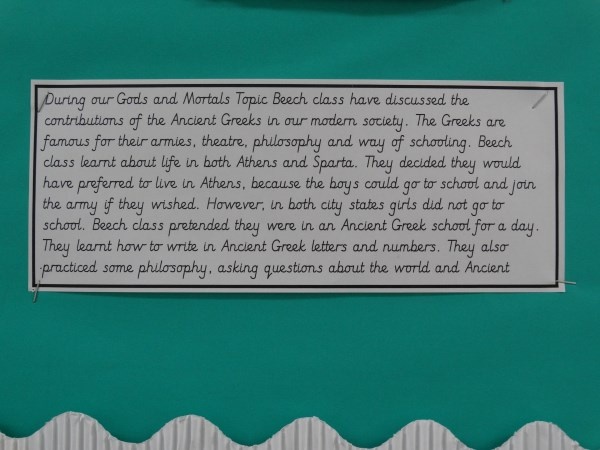 During our Gods and Mortals Topic Beech class have discussed the
contributions of the Ancient Greeks in our modern society. The Greeks are
famous for their armies, theatre, philosophy and way of schooling. Beech
class learnt about life in both Athens and Sparta. They decided they would
have preferred to live in Athens, because the boys could go to school and join
the army if they wished. However, in both city states girls did not go to
school. Beech class pretended they were in an Ancient Greek school for a day.
They learnt how to write in Ancient Greek letters and numbers. They also
practiced some philosophy, asking questions about the world and Ancient